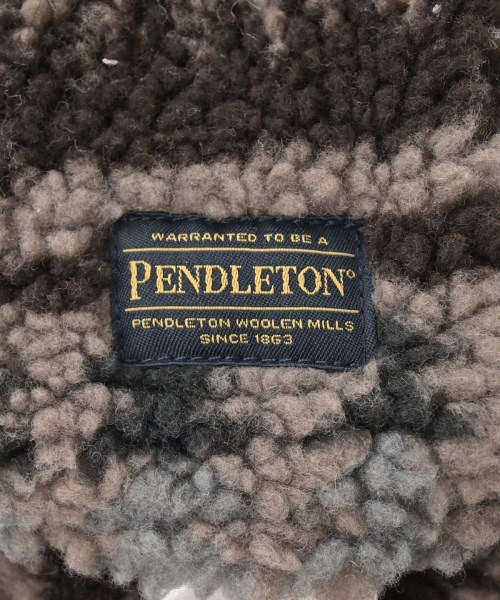 WARRANTED TO BE A
PENDLETON®
PENDLETON WOOLEN MILLS
SINCE 1863